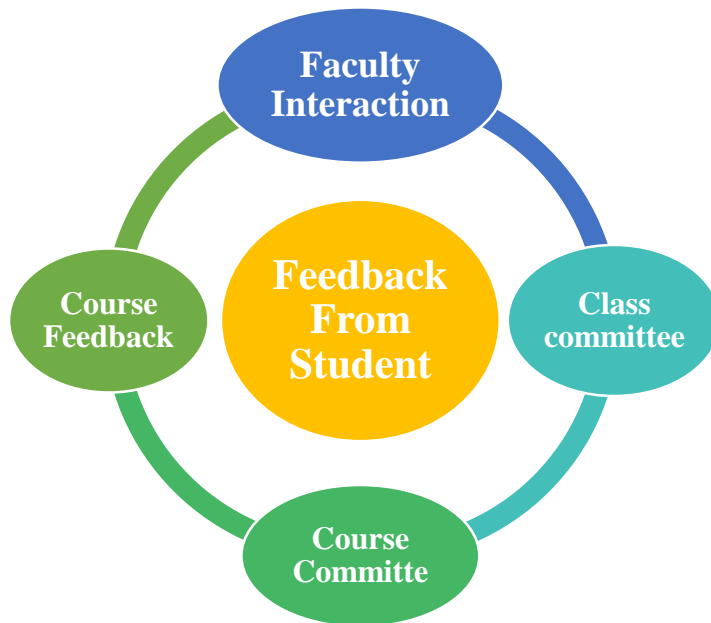 Faculty
Interaction
Course
Feedback
Feedback
From
Student
Class
committee
Course
Committe